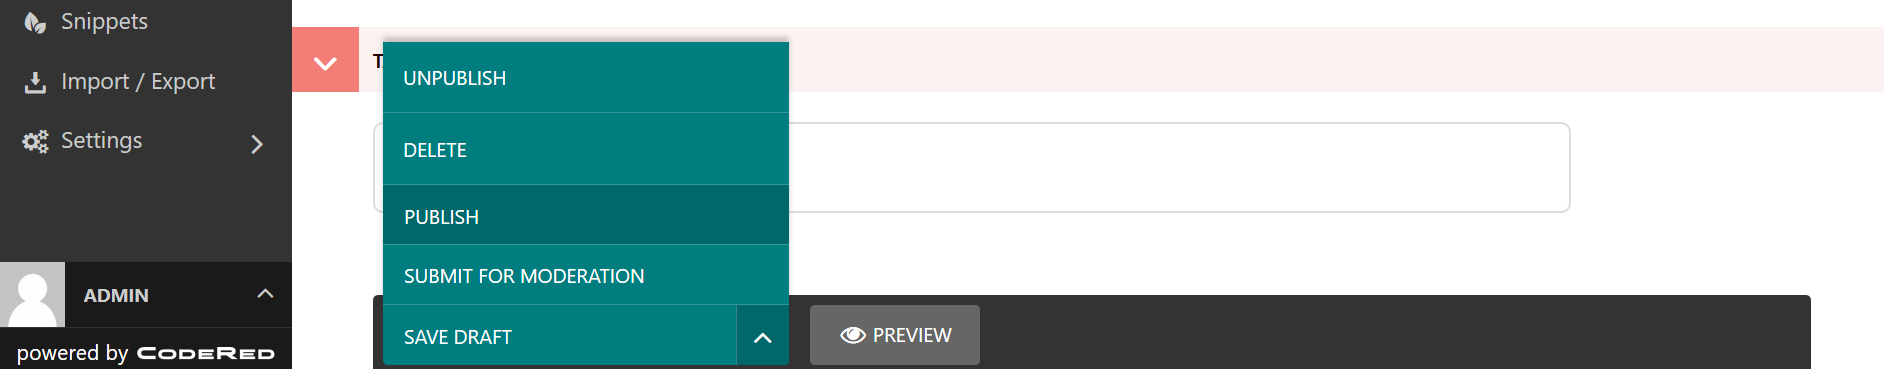 Snippets
Import / Export
Settings
ADMIN
powered by CODERED
UNPUBLISH
DELETE
PUBLISH
SUBMIT FOR MODERATION
SAVE DRAFT
PREVIEW